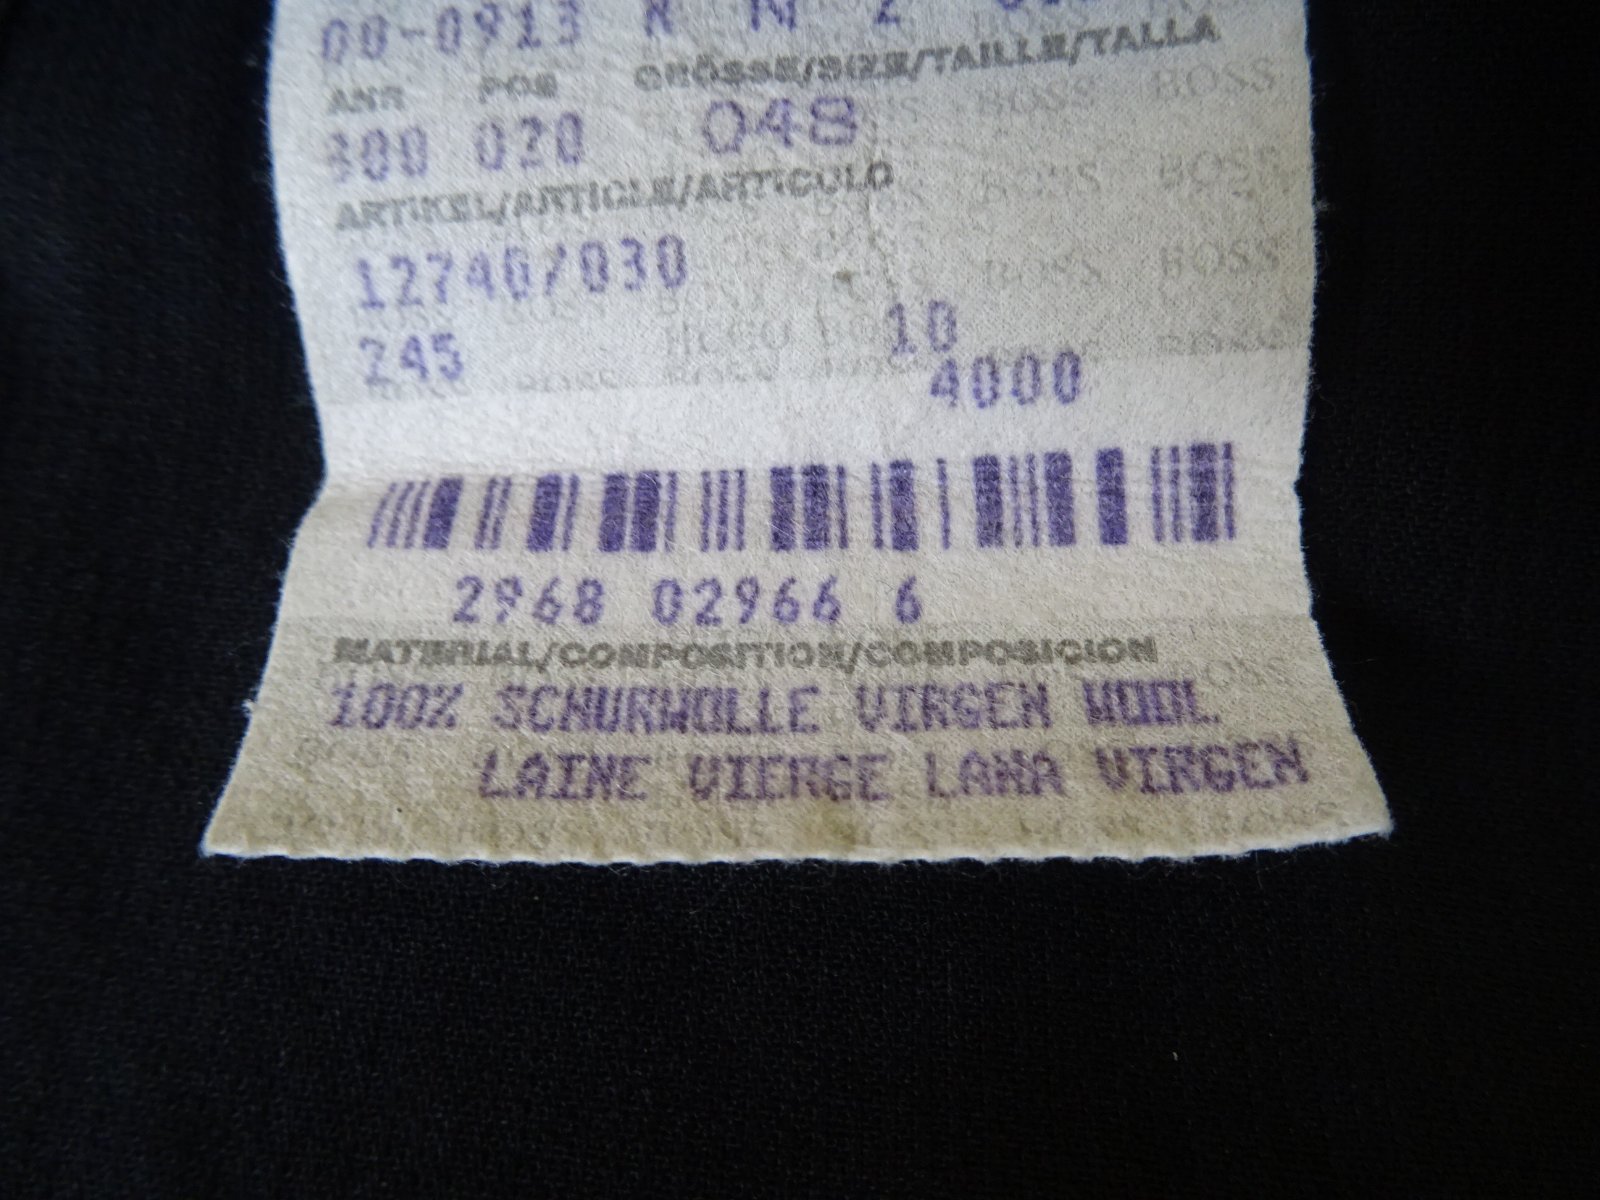 00-0913
ANR POS GRÖSSE/SIZE/TAILLE/TALLA
300 020 048
ARTIKEL/ARTICLE/ARTICULO
12740/030
245 10
4000
2968 02966 6
MATERIAL/COMPOSITION/COMPOSICION
100% SCHURWOLLE VIRGEN WOOL
LAINE VIERGE LANA VIRGEN